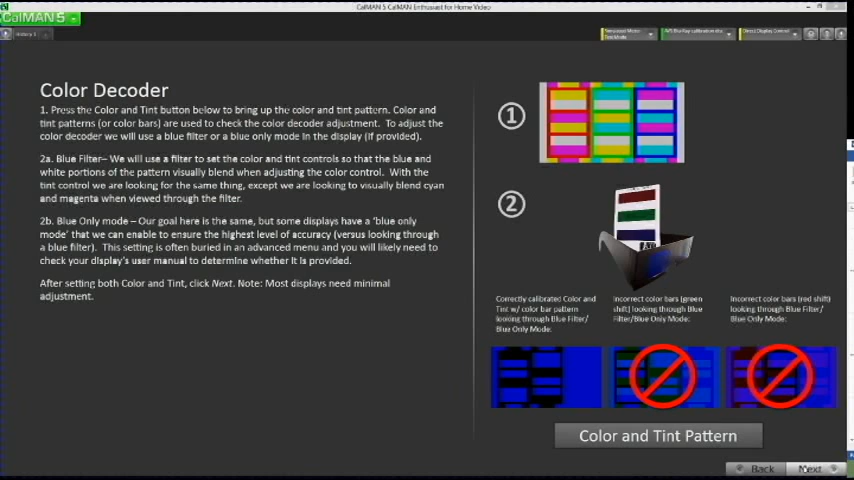 CalMAN 5 CalMAN Enthusiast for Home Video
CalMAN 5
History 1
Direct Display Control
Color Decoder
1. Press the Color and Tint button below to bring up the color and tint pattern. Color and
tint patterns (or color bars) are used to check the color decoder adjustment. To adjust the
color decoder we will use a blue filter or a blue only mode in the display (if provided).
2a. Blue Filter– We will use a filter to set the color and tint controls so that the blue and
white portions of the pattern visually blend when adjusting the color control. With the
tint control we are looking for the same thing, except we are looking to visually blend cyan
and magenta when viewed through the filter.
2b. Blue Only mode – Our goal here is the same, but some displays have a 'blue only
mode' that we can enable to ensure the highest level of accuracy (versus looking through
a blue filter). This setting is often buried in an advanced menu and you will likely need to
check your display's user manual to determine whether it is provided.
After setting both Color and Tint, click Next. Note: Most displays need minimal
adjustment.
1
2
Correctly calibrated Color and
Tint w/ color bar pattern
looking through Blue Filter/
Blue Only Mode:
Incorrect color bars (green
shift) looking through Blue
Filter/Blue Only Mode:
Incorrect color bars (red shift)
looking through Blue Filter/
Blue Only Mode:
Color and Tint Pattern
Back
Next